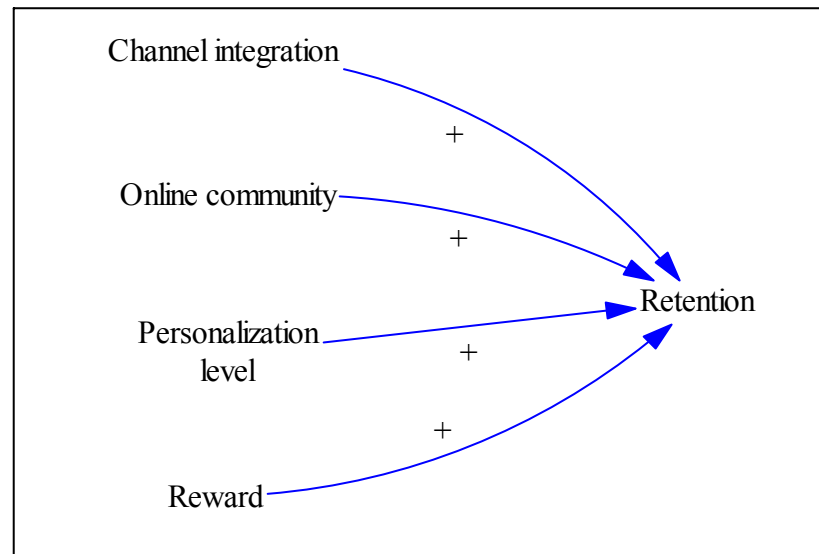 Channel integration
+
Online community
+
Retention
Personalization
level
+
+
Reward